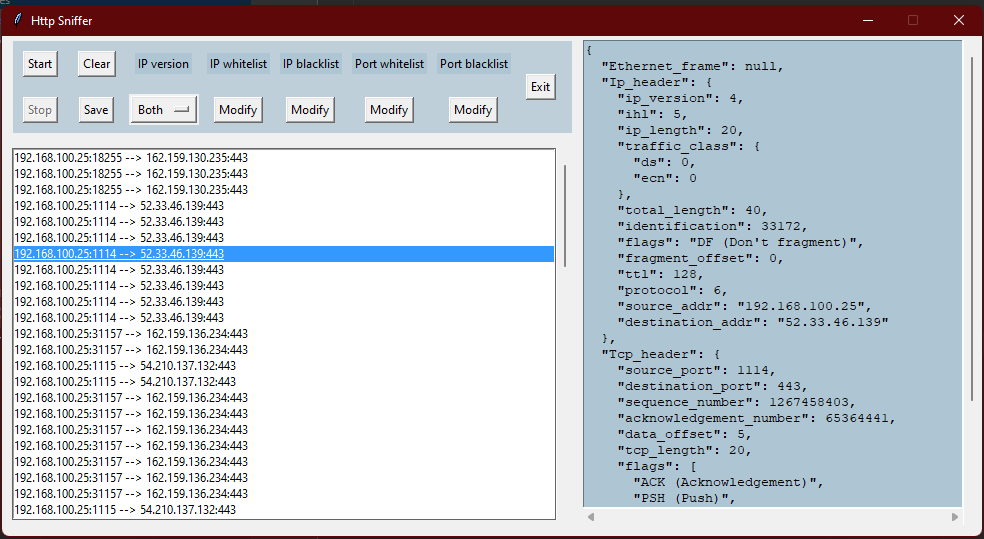 Http Sniffer
Start Clear IP version IP whitelist IP blacklist Port whitelist Port blacklist
Exit
Stop Save Both Modify Modify Modify Modify
192.168.100.25:18255 --> 162.159.130.235:443
192.168.100.25:18255 --> 162.159.130.235:443
192.168.100.25:18255 --> 162.159.130.235:443
192.168.100.25:1114 --> 52.33.46.139:443
192.168.100.25:1114 --> 52.33.46.139:443
192.168.100.25:1114 --> 52.33.46.139:443
192.168.100.25:1114 --> 52.33.46.139:443
192.168.100.25:1114 --> 52.33.46.139:443
192.168.100.25:1114 --> 52.33.46.139:443
192.168.100.25:1114 --> 52.33.46.139:443
192.168.100.25:1114 --> 52.33.46.139:443
192.168.100.25:31157 --> 162.159.136.234:443
192.168.100.25:31157 --> 162.159.136.234:443
192.168.100.25:1115 --> 54.210.137.132:443
192.168.100.25:1115 --> 54.210.137.132:443
192.168.100.25:31157 --> 162.159.136.234:443
192.168.100.25:31157 --> 162.159.136.234:443
192.168.100.25:31157 --> 162.159.136.234:443
192.168.100.25:31157 --> 162.159.136.234:443
192.168.100.25:31157 --> 162.159.136.234:443
192.168.100.25:31157 --> 162.159.136.234:443
192.168.100.25:31157 --> 162.159.136.234:443
192.168.100.25:1115 --> 54.210.137.132:443
{
  "Ethernet_frame": null,
  "Ip_header": {
    "ip_version": 4,
    "ihl": 5,
    "ip_length": 20,
    "traffic_class": {
      "ds": 0,
      "ecn": 0
    },
    "total_length": 40,
    "identification": 33172,
    "flags": "DF (Don't fragment)",
    "fragment_offset": 0,
    "ttl": 128,
    "protocol": 6,
    "source_addr": "192.168.100.25",
    "destination_addr": "52.33.46.139"
  },
  "Tcp_header": {
    "source_port": 1114,
    "destination_port": 443,
    "sequence_number": 1267458403,
    "acknowledgement_number": 65364441,
    "data_offset": 5,
    "tcp_length": 20,
    "flags": [
      "ACK (Acknowledgement)",
      "PSH (Push)",